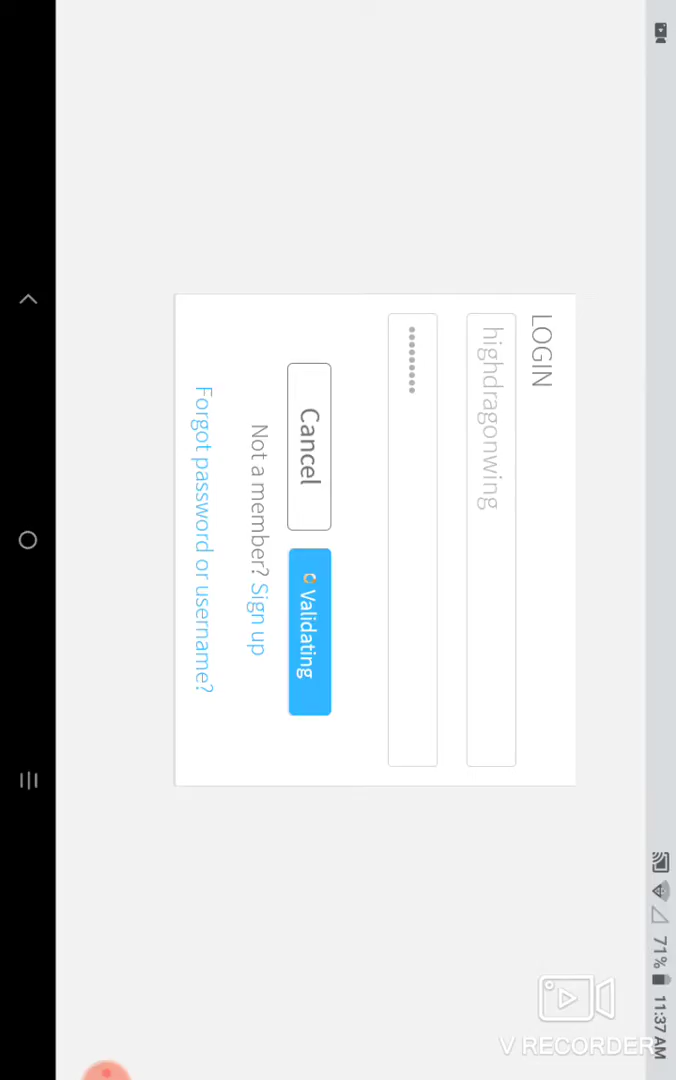 71% 11:37 AM
LOGIN
highdragonwing
••••••••••
Cancel
Validating
Not a member? Sign up
Forgot password or username?
V RECORDER